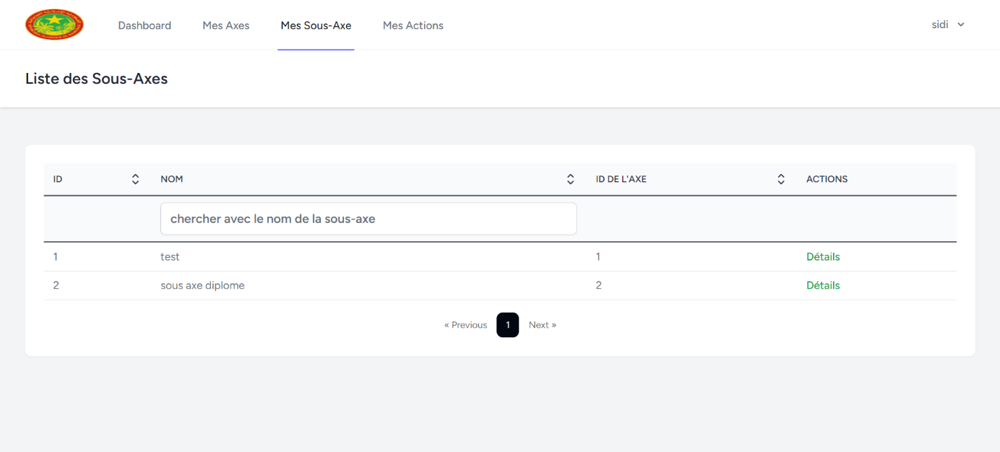 Dashboard Mes Axes Mes Sous-Axe Mes Actions sidi
Liste des Sous-Axes
ID NOM ID DE L'AXE ACTIONS
chercher avec le nom de la sous-axe
1 test 1 Détails
2 sous axe diplome 2 Détails
« Previous 1 Next »